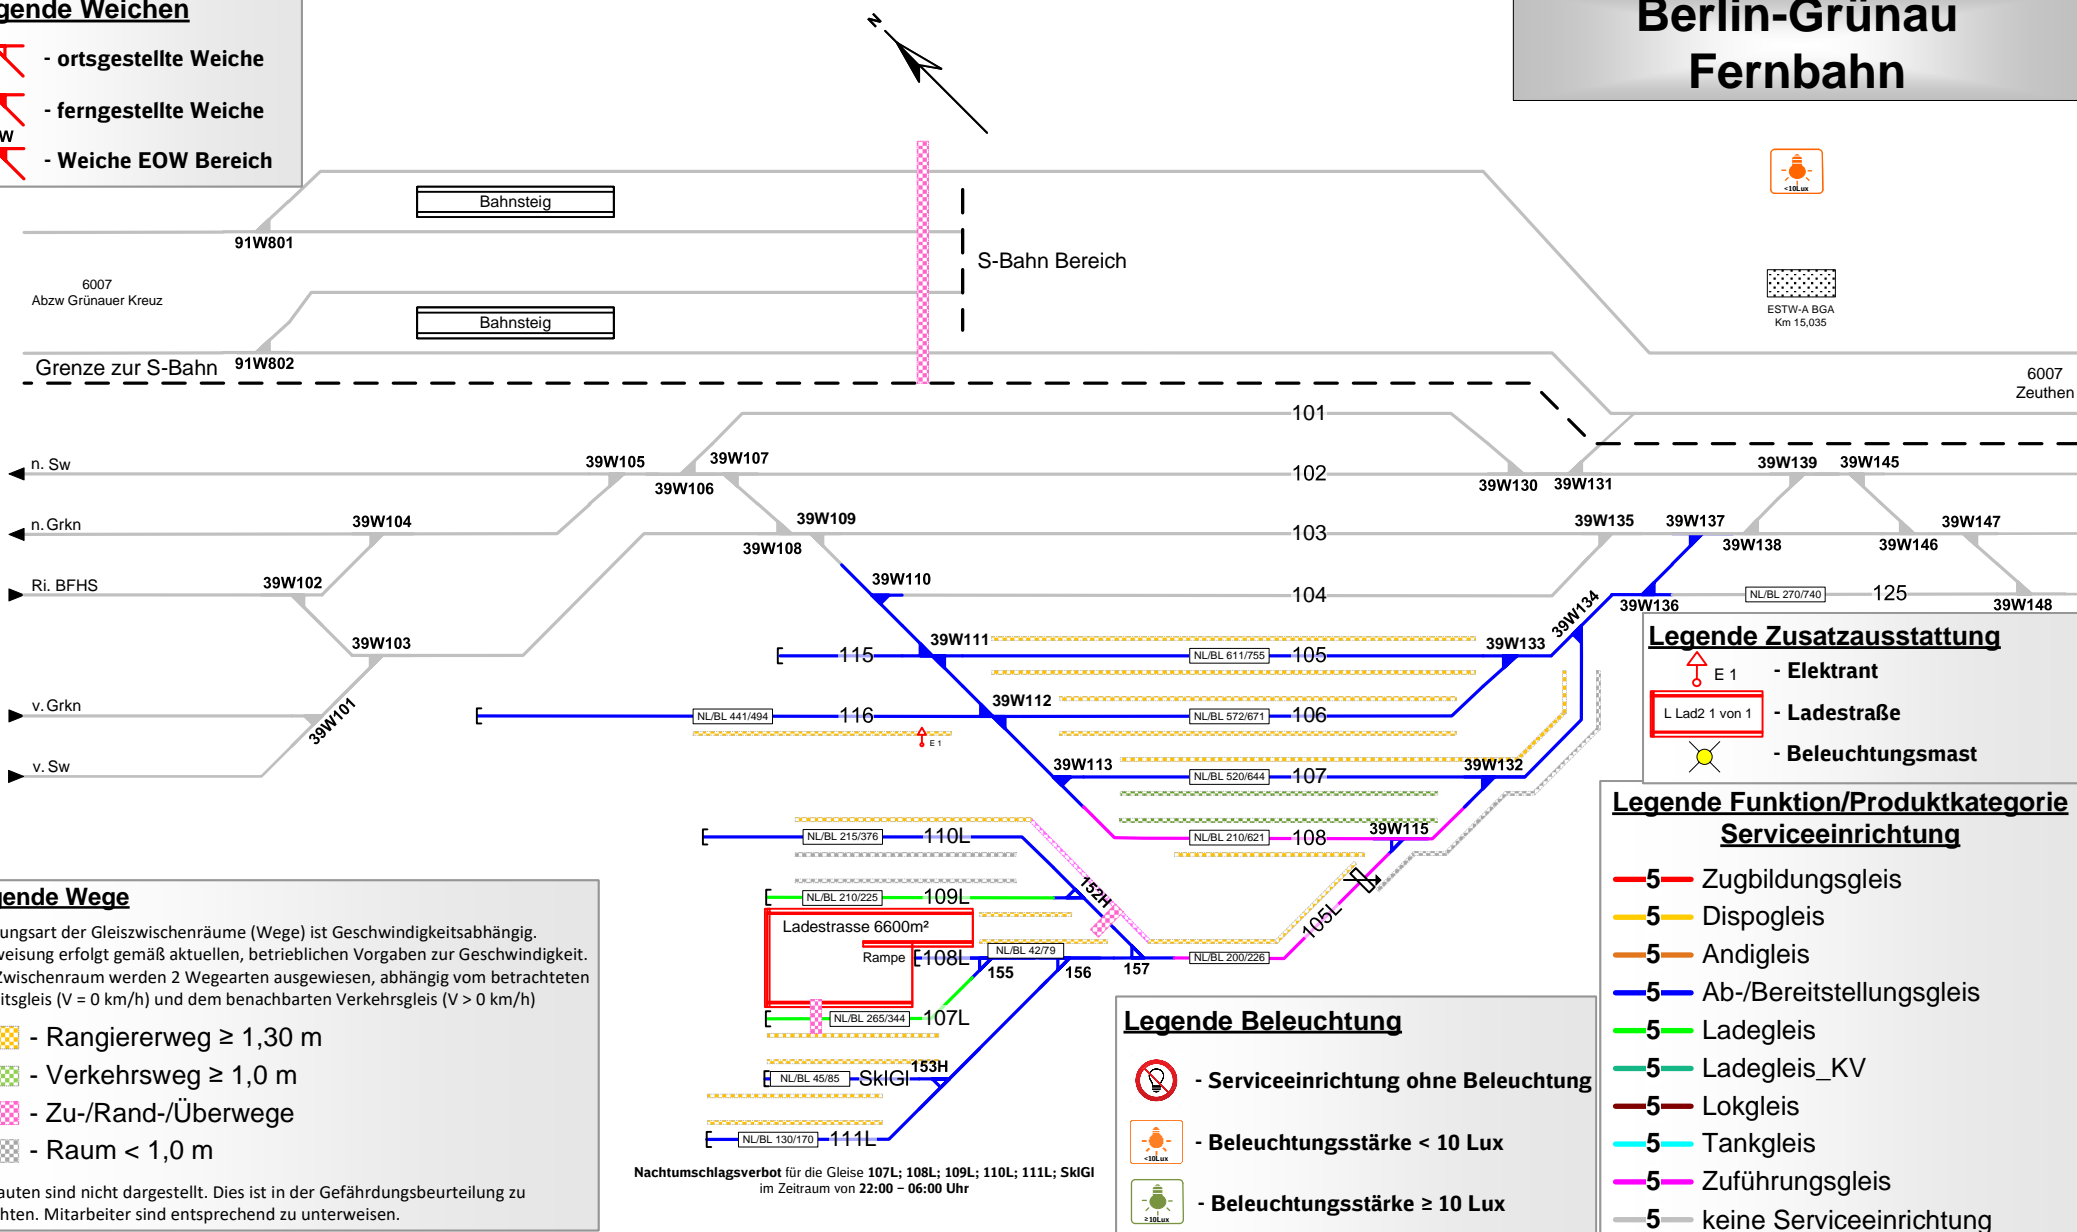 gende Weichen
- ortsgestellte Weiche
- ferngestellte Weiche
W
- Weiche EOW Bereich
N
Berlin-Grünau
Fernbahn
<10Lux
ESTW-A BGA
Km 15,035
Bahnsteig
91W801
S-Bahn Bereich
6007
Abzw Grünauer Kreuz
Bahnsteig
91W802
Grenze zur S-Bahn
6007
Zeuthen
101
n. Sw
39W105
39W107
39W106
102
39W130
39W131
39W139
39W145
n. Grkn
39W104
39W109
39W108
103
39W135
39W137
39W138
39W146
39W147
Ri. BFHS
39W102
39W110
104
39W134
39W136
NL/BL 270/740
125
39W148
39W103
115
39W111
NL/BL 611/755
105
39W133
v. Grkn
39W101
NL/BL 441/494
116
39W112
NL/BL 572/671
106
E 1
v. Sw
39W113
NL/BL 520/644
107
39W132
NL/BL 215/376
110L
NL/BL 210/621
108
39W115
NL/BL 210/225
109L
152H
105L
Ladestrasse 6600m²
Rampe
108L
NL/BL 42/79
155
156
157
NL/BL 200/226
NL/BL 265/344
107L
NL/BL 45/85
SklGl
153H
NL/BL 130/170
111L
Nachtumschlagsverbot für die Gleise 107L; 108L; 109L; 110L; 111L; SklGl
im Zeitraum von 22:00 – 06:00 Uhr
gende Wege
ungsart der Gleiszwischenräume (Wege) ist Geschwindigkeitsabhängig.
weisung erfolgt gemäß aktuellen, betrieblichen Vorgaben zur Geschwindigkeit.
Zwischenraum werden 2 Wegearten ausgewiesen, abhängig vom betrachteten
itsgleis (V = 0 km/h) und dem benachbarten Verkehrsgleis (V > 0 km/h)
- Rangiererweg ≥ 1,30 m
- Verkehrsweg ≥ 1,0 m
- Zu-/Rand-/Überwege
- Raum < 1,0 m
auten sind nicht dargestellt. Dies ist in der Gefährdungsbeurteilung zu
hten. Mitarbeiter sind entsprechend zu unterweisen.
Legende Beleuchtung
- Serviceeinrichtung ohne Beleuchtung
<10Lux
- Beleuchtungsstärke < 10 Lux
≥10Lux
- Beleuchtungsstärke ≥ 10 Lux
Legende Zusatzausstattung
E 1
- Elektrant
L Lad2 1 von 1
- Ladestraße
- Beleuchtungsmast
Legende Funktion/Produktkategorie
Serviceeinrichtung
5 Zugbildungsgleis
5 Dispogleis
5 Andigleis
5 Ab-/Bereitstellungsgleis
5 Ladegleis
5 Ladegleis_KV
5 Lokgleis
5 Tankgleis
5 Zuführungsgleis
5 keine Serviceeinrichtung